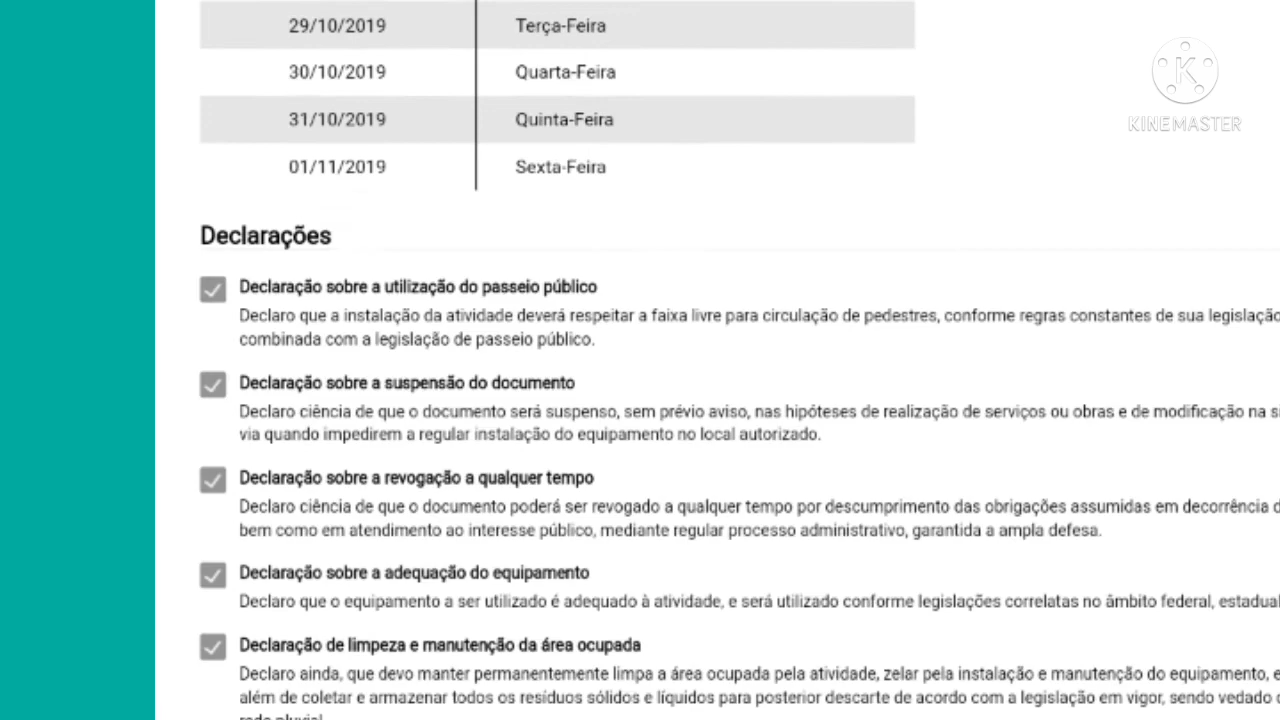 29/10/2019 Terça-Feira
30/10/2019 Quarta-Feira
31/10/2019 Quinta-Feira
01/11/2019 Sexta-Feira
K
KINEMASTER
Declarações
Declaração sobre a utilização do passeio público
Declaro que a instalação da atividade deverá respeitar a faixa livre para circulação de pedestres, conforme regras constantes de sua legislação
combinada com a legislação de passeio público.
Declaração sobre a suspensão do documento
Declaro ciência de que o documento será suspenso, sem prévio aviso, nas hipóteses de realização de serviços ou obras e de modificação na
via quando impedirem a regular instalação do equipamento no local autorizado.
Declaração sobre a revogação a qualquer tempo
Declaro ciência de que o documento poderá ser revogado a qualquer tempo por descumprimento das obrigações assumidas em decorrência
bem como em atendimento ao interesse público, mediante regular processo administrativo, garantida a ampla defesa.
Declaração sobre a adequação do equipamento
Declaro que o equipamento a ser utilizado é adequado à atividade, e será utilizado conforme legislações correlatas no âmbito federal, estadual
Declaração de limpeza e manutenção da área ocupada
Declaro ainda, que devo manter permanentemente limpa a área ocupada pela atividade, zelar pela instalação e manutenção do equipamento,
além de coletar e armazenar todos os resíduos sólidos e líquidos para posterior descarte de acordo com a legislação em vigor, sendo vedado